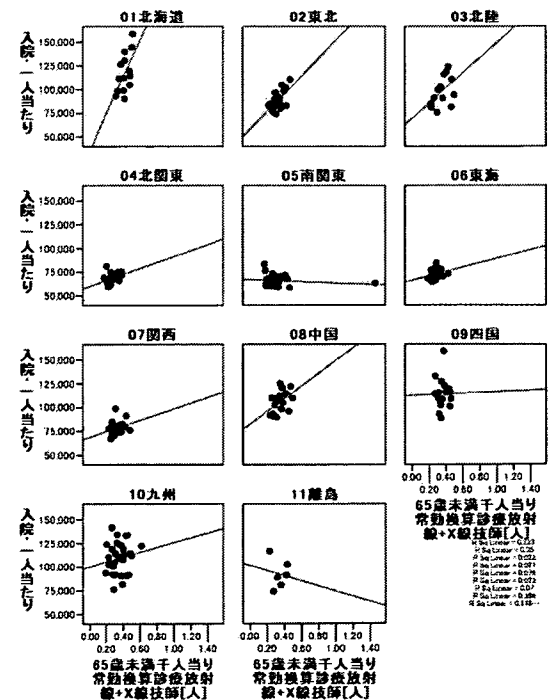 01北海道
02東北
03北陸
入院・一人当たり
150,000
125,000
100,000
75,000
50,000
04北関東
05南関東
06東海
入院・一人当たり
150,000
125,000
100,000
75,000
50,000
07関西
08中国
09四国
入院・一人当たり
150,000
125,000
100,000
75,000
50,000
0.00 0.40 0.80 1.20
0.20 0.60 1.00 1.40
65歳未満千人当り
常勤換算診療放射
線+X線技師[人]
10九州
11離島
入院・一人当たり
150,000
125,000
100,000
75,000
50,000
0.00 0.40 0.80 1.20
0.20 0.60 1.00 1.40
0.00 0.40 0.80 1.20
0.20 0.60 1.00 1.40
65歳未満千人当り
常勤換算診療放射
線+X線技師[人]
65歳未満千人当り
常勤換算診療放射
線+X線技師[人]